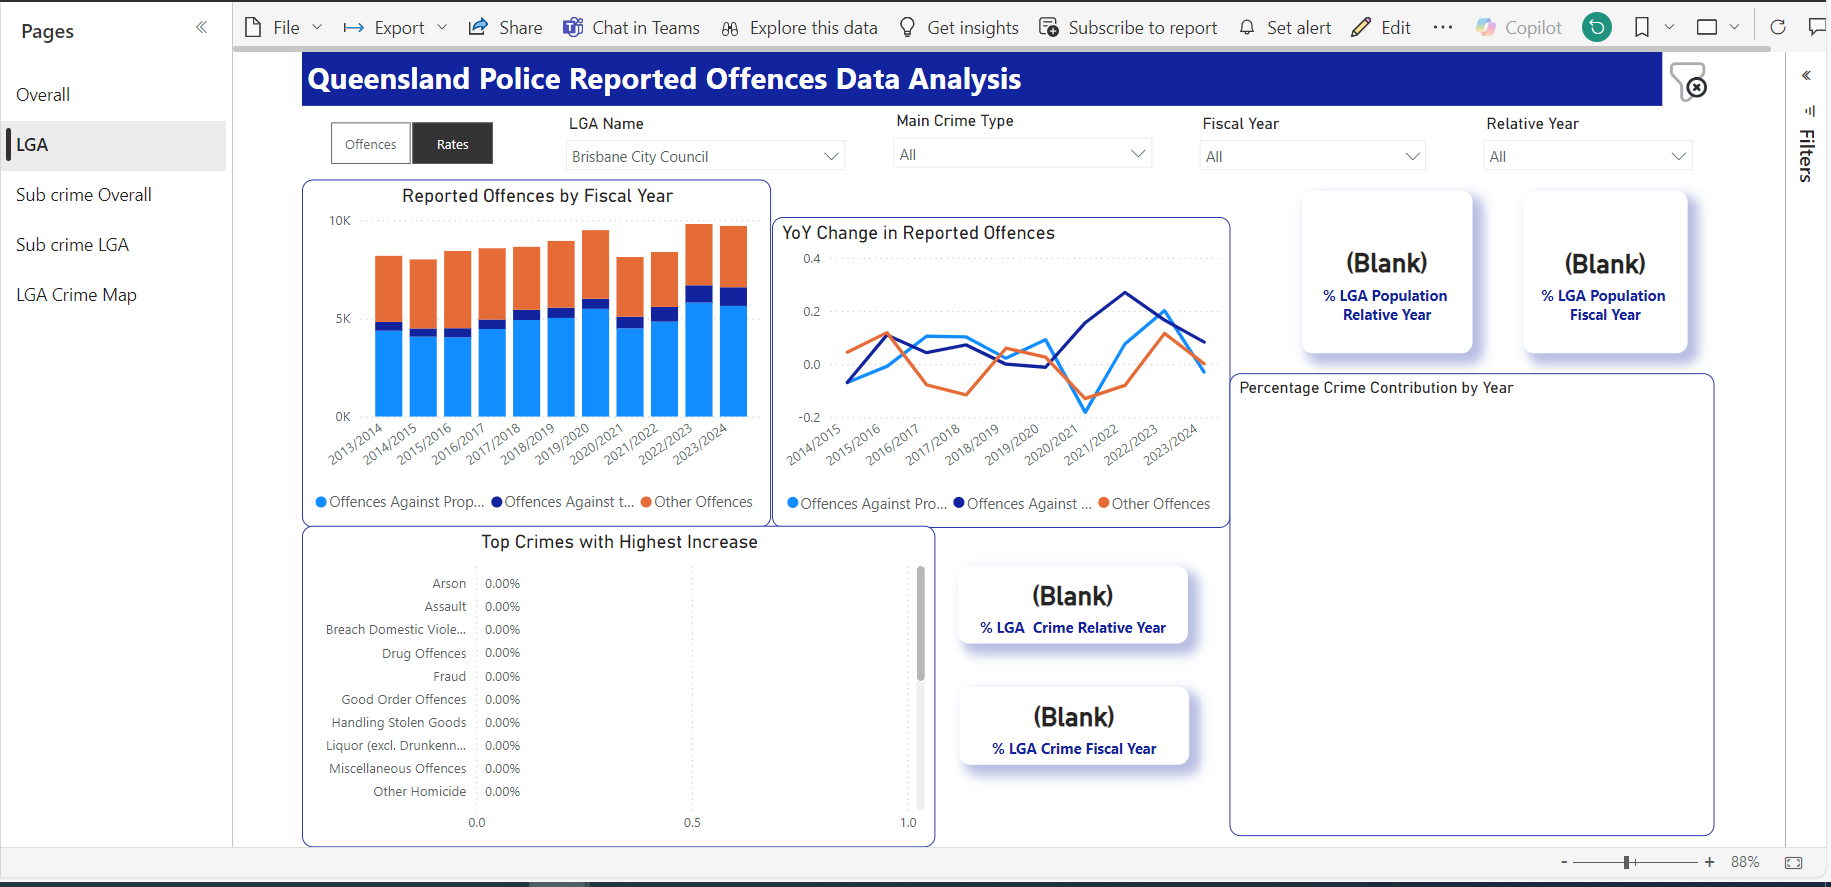 Pages
Overall
LGA
Sub crime Overall
Sub crime LGA
LGA Crime Map
File Export Share Chat in Teams Explore this data Get insights Subscribe to report Set alert Edit ... Copilot
Queensland Police Reported Offences Data Analysis
Filters
Offences Rates
LGA Name
Brisbane City Council
Main Crime Type
All
Fiscal Year
All
Relative Year
All
Reported Offences by Fiscal Year
10K
5K
0K
2013/2014 2014/2015 2015/2016 2016/2017 2017/2018 2018/2019 2019/2020 2020/2021 2021/2022 2022/2023 2023/2024
Offences Against Prop... Offences Against t... Other Offences
YoY Change in Reported Offences
0.4
0.2
0.0
-0.2
2014/2015 2015/2016 2016/2017 2017/2018 2018/2019 2019/2020 2020/2021 2021/2022 2022/2023 2023/2024
Offences Against Pro... Offences Against ... Other Offences
(Blank)
% LGA Population
Relative Year
(Blank)
% LGA Population
Fiscal Year
Percentage Crime Contribution by Year
Top Crimes with Highest Increase
Arson 0.00%
Assault 0.00%
Breach Domestic Viole... 0.00%
Drug Offences 0.00%
Fraud 0.00%
Good Order Offences 0.00%
Handling Stolen Goods 0.00%
Liquor (excl. Drunkenn... 0.00%
Miscellaneous Offences 0.00%
Other Homicide 0.00%
0.0 0.5 1.0
(Blank)
% LGA Crime Relative Year
(Blank)
% LGA Crime Fiscal Year
- + 88%